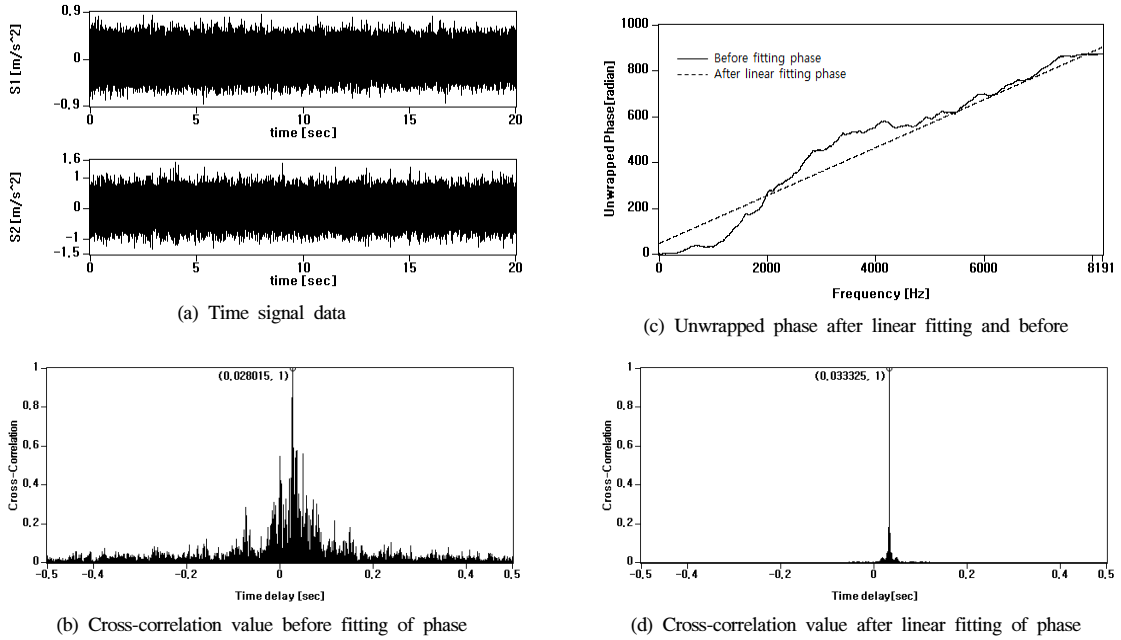 S1 [m/s^2]
0.9
0
-0.9
0 5 10 15 20
time [sec]
S2 [m/s^2]
1.6
1
0
-1
-1.5
0 5 10 15 20
time [sec]
(a) Time signal data
Unwrapped Phase[radian]
1000
800
600
400
200
0
Before fitting phase
After linear fitting phase
0 2000 4000 6000 8191
Frequency [Hz]
(c) Unwrapped phase after linear fitting and before
Cross-Correlation
1
0.8
0.6
0.4
0.2
0
(0.028015, 1)
-0.5 -0.4 -0.2 0 0.2 0.4 0.5
Time delay [sec]
(b) Cross-correlation value before fitting of phase
Cross-Correlation
1
0.8
0.6
0.4
0.2
0
(0.033325, 1)
-0.5 -0.4 -0.2 0 0.2 0.4 0.5
Time delay[sec]
(d) Cross-correlation value after linear fitting of phase